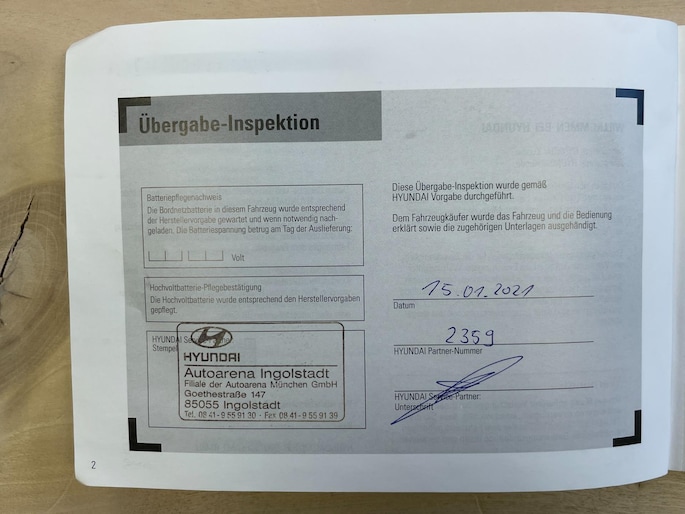 Übergabe-Inspektion
Batteriepflegenachweis
Die Bordnetzbatterie in diesem Fahrzeug wurde entsprechend
der Herstellervorgabe gewartet und wenn notwendig nach-
geladen. Die Batteriespannung betrug am Tag der Auslieferung:
Volt
Hochvoltbatterie-Pflegebestätigung
Die Hochvoltbatterie wurde entsprechend den Herstellervorgaben
gepflegt.
HYUNDAI
Stempel
HYUNDAI
Autoarena Ingolstadt
Filiale der Autoarena München GmbH
Goethestraße 147
85055 Ingolstadt
Tel. 08 41 - 9 55 91 30 - Fax 08 41 - 9 55 91 39
Diese Übergabe-Inspektion wurde gemäß
HYUNDAI Vorgabe durchgeführt.
Dem Fahrzeugkäufer wurde das Fahrzeug und die Bedienung
erklärt sowie die zugehörigen Unterlagen ausgehändigt.
15.01.2021
Datum
2359
HYUNDAI Partner-Nummer
HYUNDAI Service-Partner:
Unterschrift
2